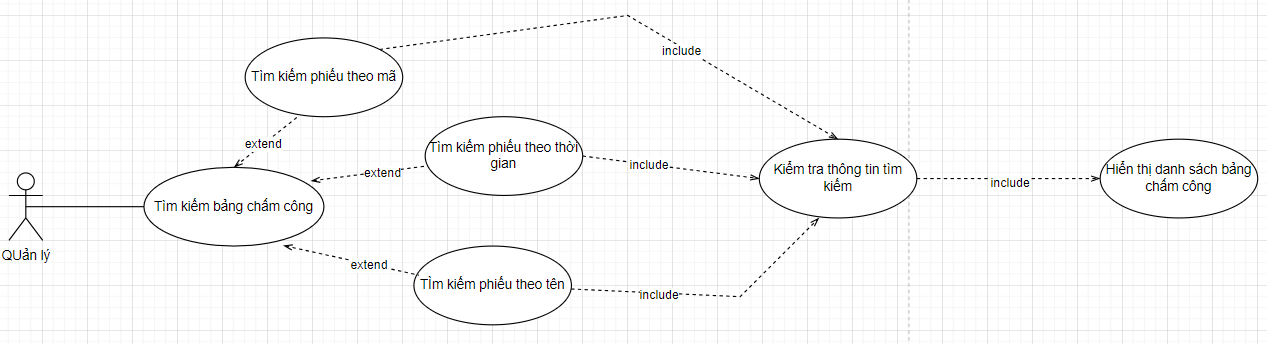 include
Tìm kiếm phiếu theo mã
extend
Tìm kiếm phiếu theo thời
gian
include
Kiểm tra thông tin tìm
kiếm
Hiển thị danh sách bảng
chấm công
extend
include
Tìm kiếm bảng chấm công
QUản lý
extend
TÌm kiếm phiếu theo tên
include